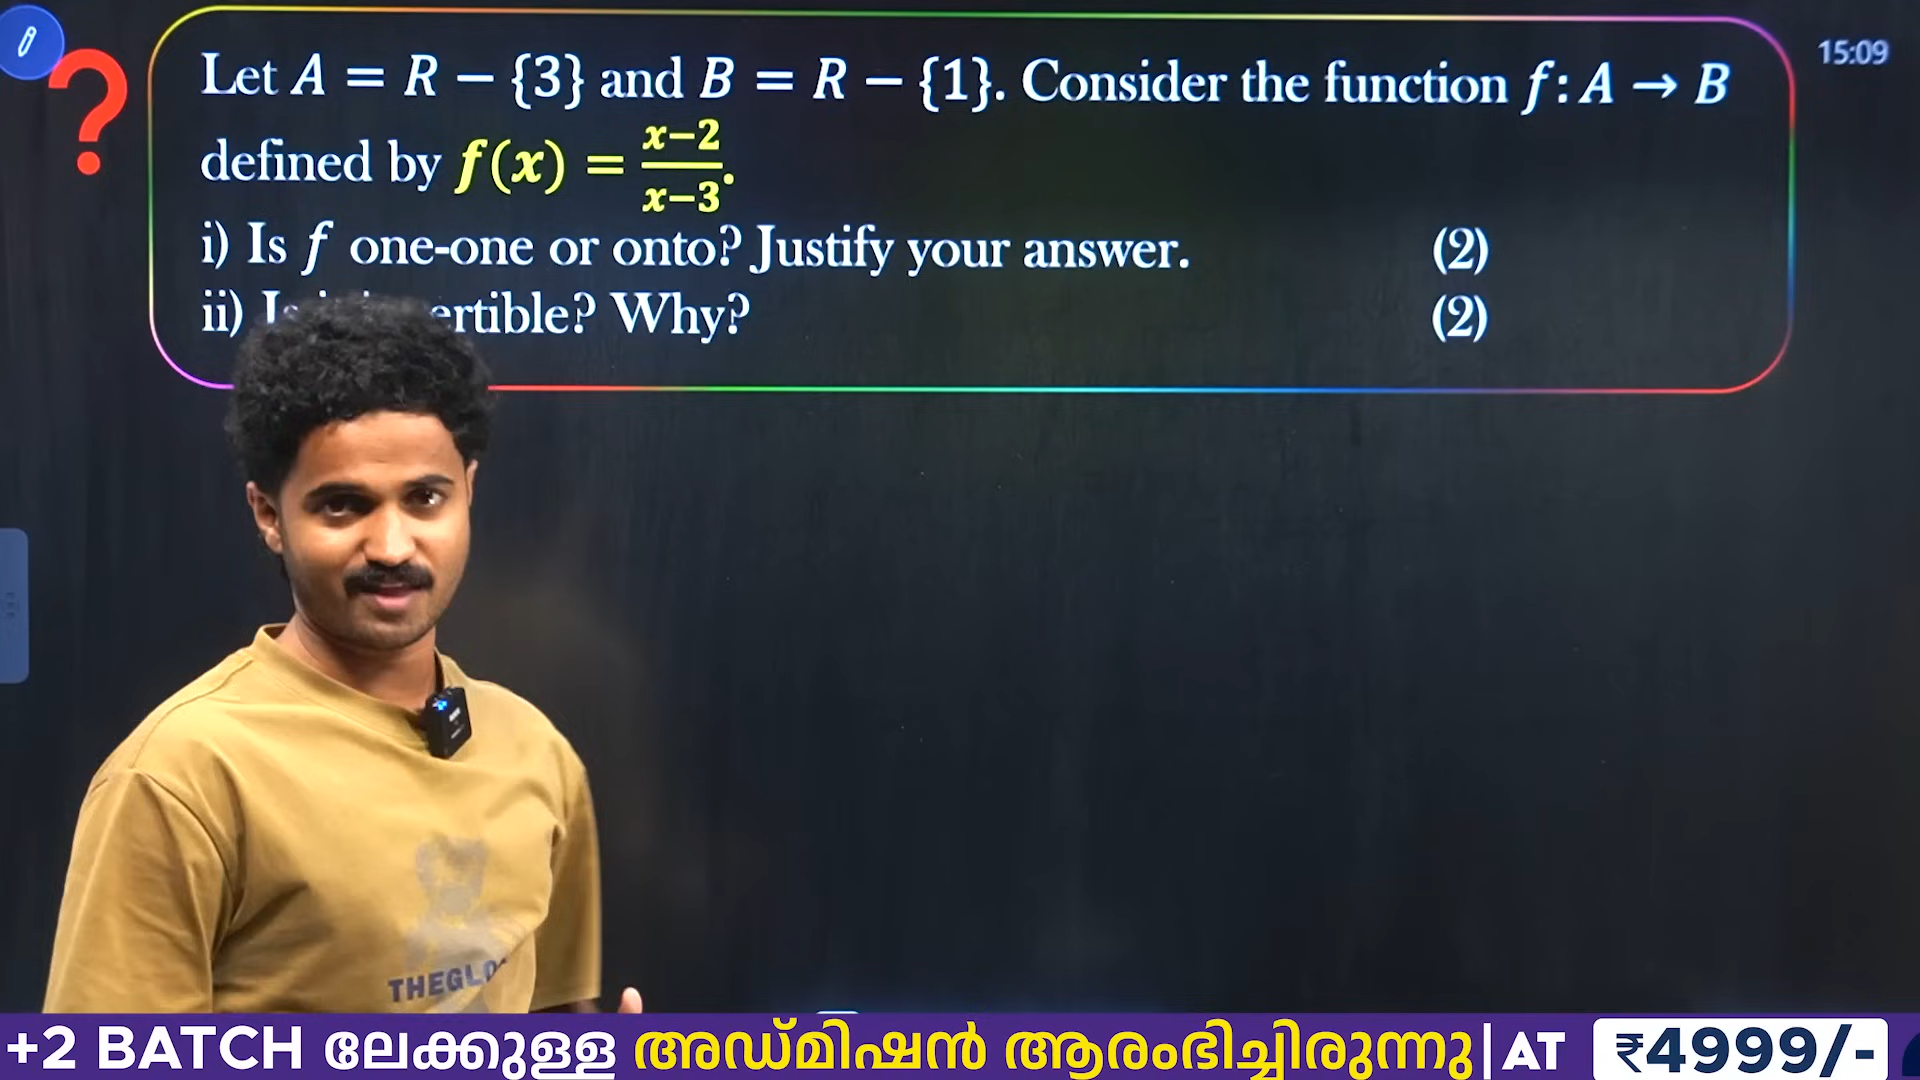 15:09
Let A = R − {3} and B = R − {1}. Consider the function f: A → B
defined by f(x) = x−2/x−3.
i) Is f one-one or onto? Justify your answer. (2)
ii) Why? (2)
THEGLO
+2 BATCH ലേക്കുള്ള അഡ്മിഷൻ ആരംഭിച്ചിരുന്നു | AT ₹4999/-